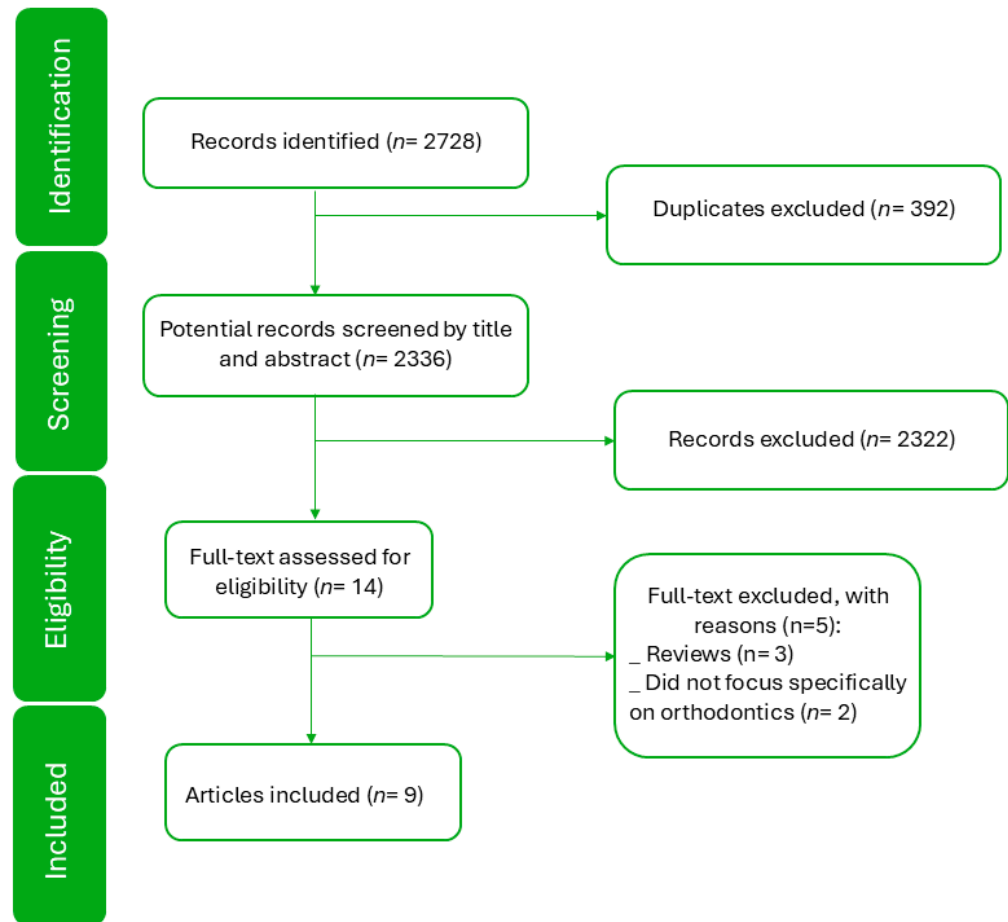 Identification
Records identified (n= 2728)
Duplicates excluded (n= 392)
Screening
Potential records screened by title
and abstract (n= 2336)
Records excluded (n= 2322)
Eligibility
Full-text assessed for
eligibility (n= 14)
Full-text excluded, with
reasons (n=5):
_ Reviews (n= 3)
_ Did not focus specifically
on orthodontics (n= 2)
Included
Articles included (n= 9)